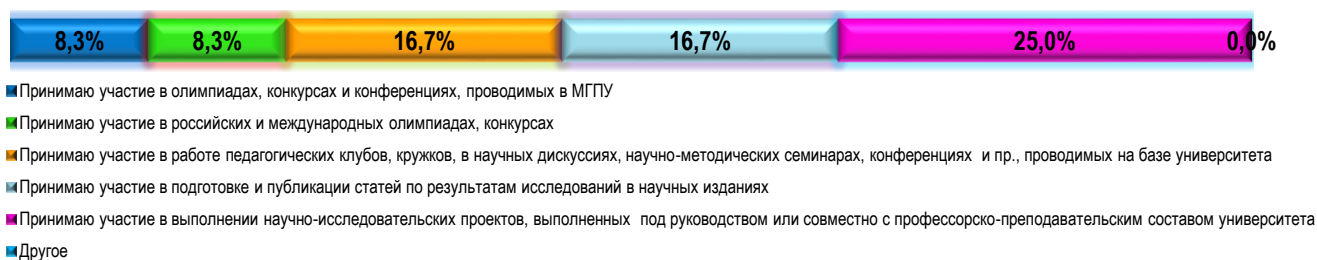 8,3% 8,3% 16,7% 16,7% 25,0% 0,0%
Принимаю участие в олимпиадах, конкурсах и конференциях, проводимых в МГПУ
Принимаю участие в российских и международных олимпиадах, конкурсах
Принимаю участие в работе педагогических клубов, кружков, в научных дискуссиях, научно-методических семинарах, конференциях и пр., проводимых на базе университета
Принимаю участие в подготовке и публикации статей по результатам исследований в научных изданиях
Принимаю участие в выполнении научно-исследовательских проектов, выполненных под руководством или совместно с профессорско-преподавательским составом университета
Другое